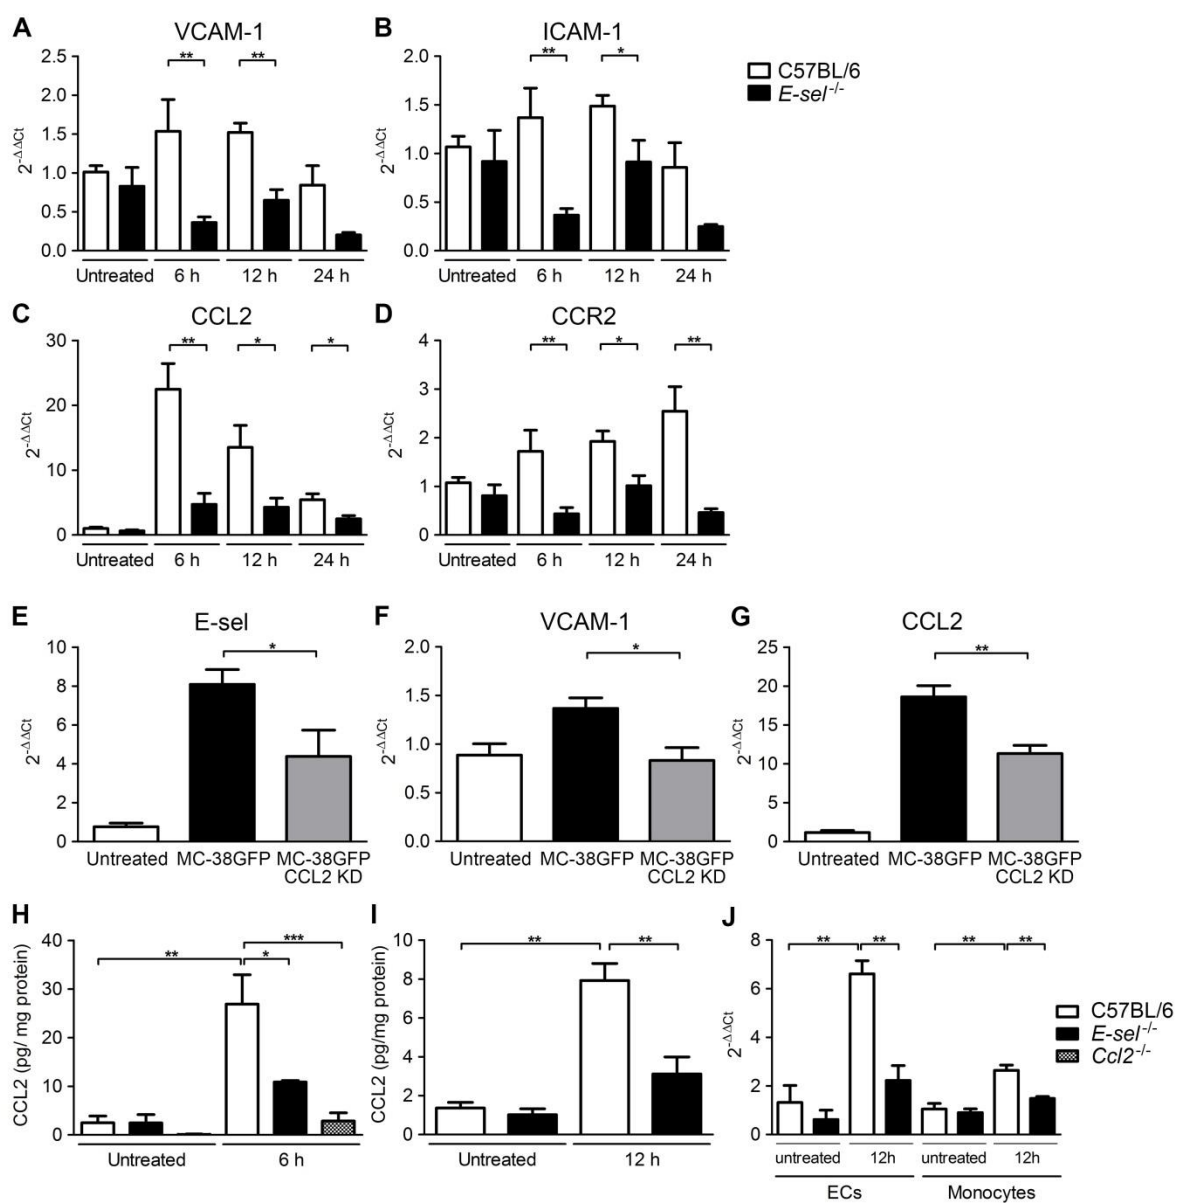 A
VCAM-1
2.5
2.0
1.5
1.0
0.5
0.0
2-ΔΔCt
** **
Untreated 6 h 12 h 24 h
B
ICAM-1
2.0
1.5
1.0
0.5
0.0
2-ΔΔCt
** *
Untreated 6 h 12 h 24 h
C57BL/6
E-sel-/-
C
CCL2
30
20
10
0
2-ΔΔCt
** * *
Untreated 6 h 12 h 24 h
D
CCR2
4
3
2
1
0
2-ΔΔCt
** * **
Untreated 6 h 12 h 24 h
E
E-sel
10
8
6
4
2
0
2-ΔΔCt
*
Untreated MC-38GFP MC-38GFP
CCL2 KD
F
VCAM-1
2.0
1.5
1.0
0.5
0.0
2-ΔΔCt
*
Untreated MC-38GFP MC-38GFP
CCL2 KD
G
CCL2
25
20
15
10
5
0
2-ΔΔCt
**
Untreated MC-38GFP MC-38GFP
CCL2 KD
H
40
30
20
10
0
CCL2 (pg/ mg protein)
***
** *
Untreated 6 h
I
10
8
6
4
2
0
CCL2 (pg/mg protein)
** **
Untreated 12 h
J
8
6
4
2
0
2-ΔΔCt
** ** ** **
untreated 12h untreated 12h
ECs Monocytes
C57BL/6
E-sel-/-
Ccl2-/-